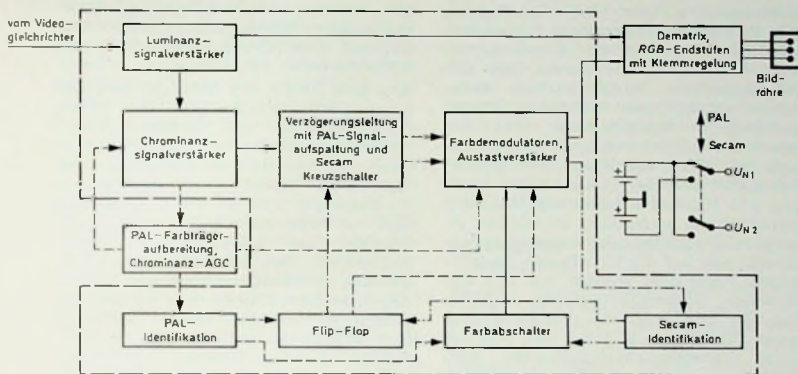 vom Video-
gleichrichter
Luminanz-
signalverstärker
Dematrix,
RGB-Endstufen
mit Klemmregelung
Bild-
röhre
Chrominanz-
signalverstärker
Verzögerungsleitung
mit PAL-Signal-
aufspaltung und
Secam
Kreuzschalter
Farbdemodulatoren,
Austastverstärker
PAL
Secam
+
+
UN1
UN2
PAL-Farbträger-
aufbereitung,
Chrominanz-AGC
PAL-
Identifikation
Flip-Flop
Farbabschalter
Secam-
Identifikation